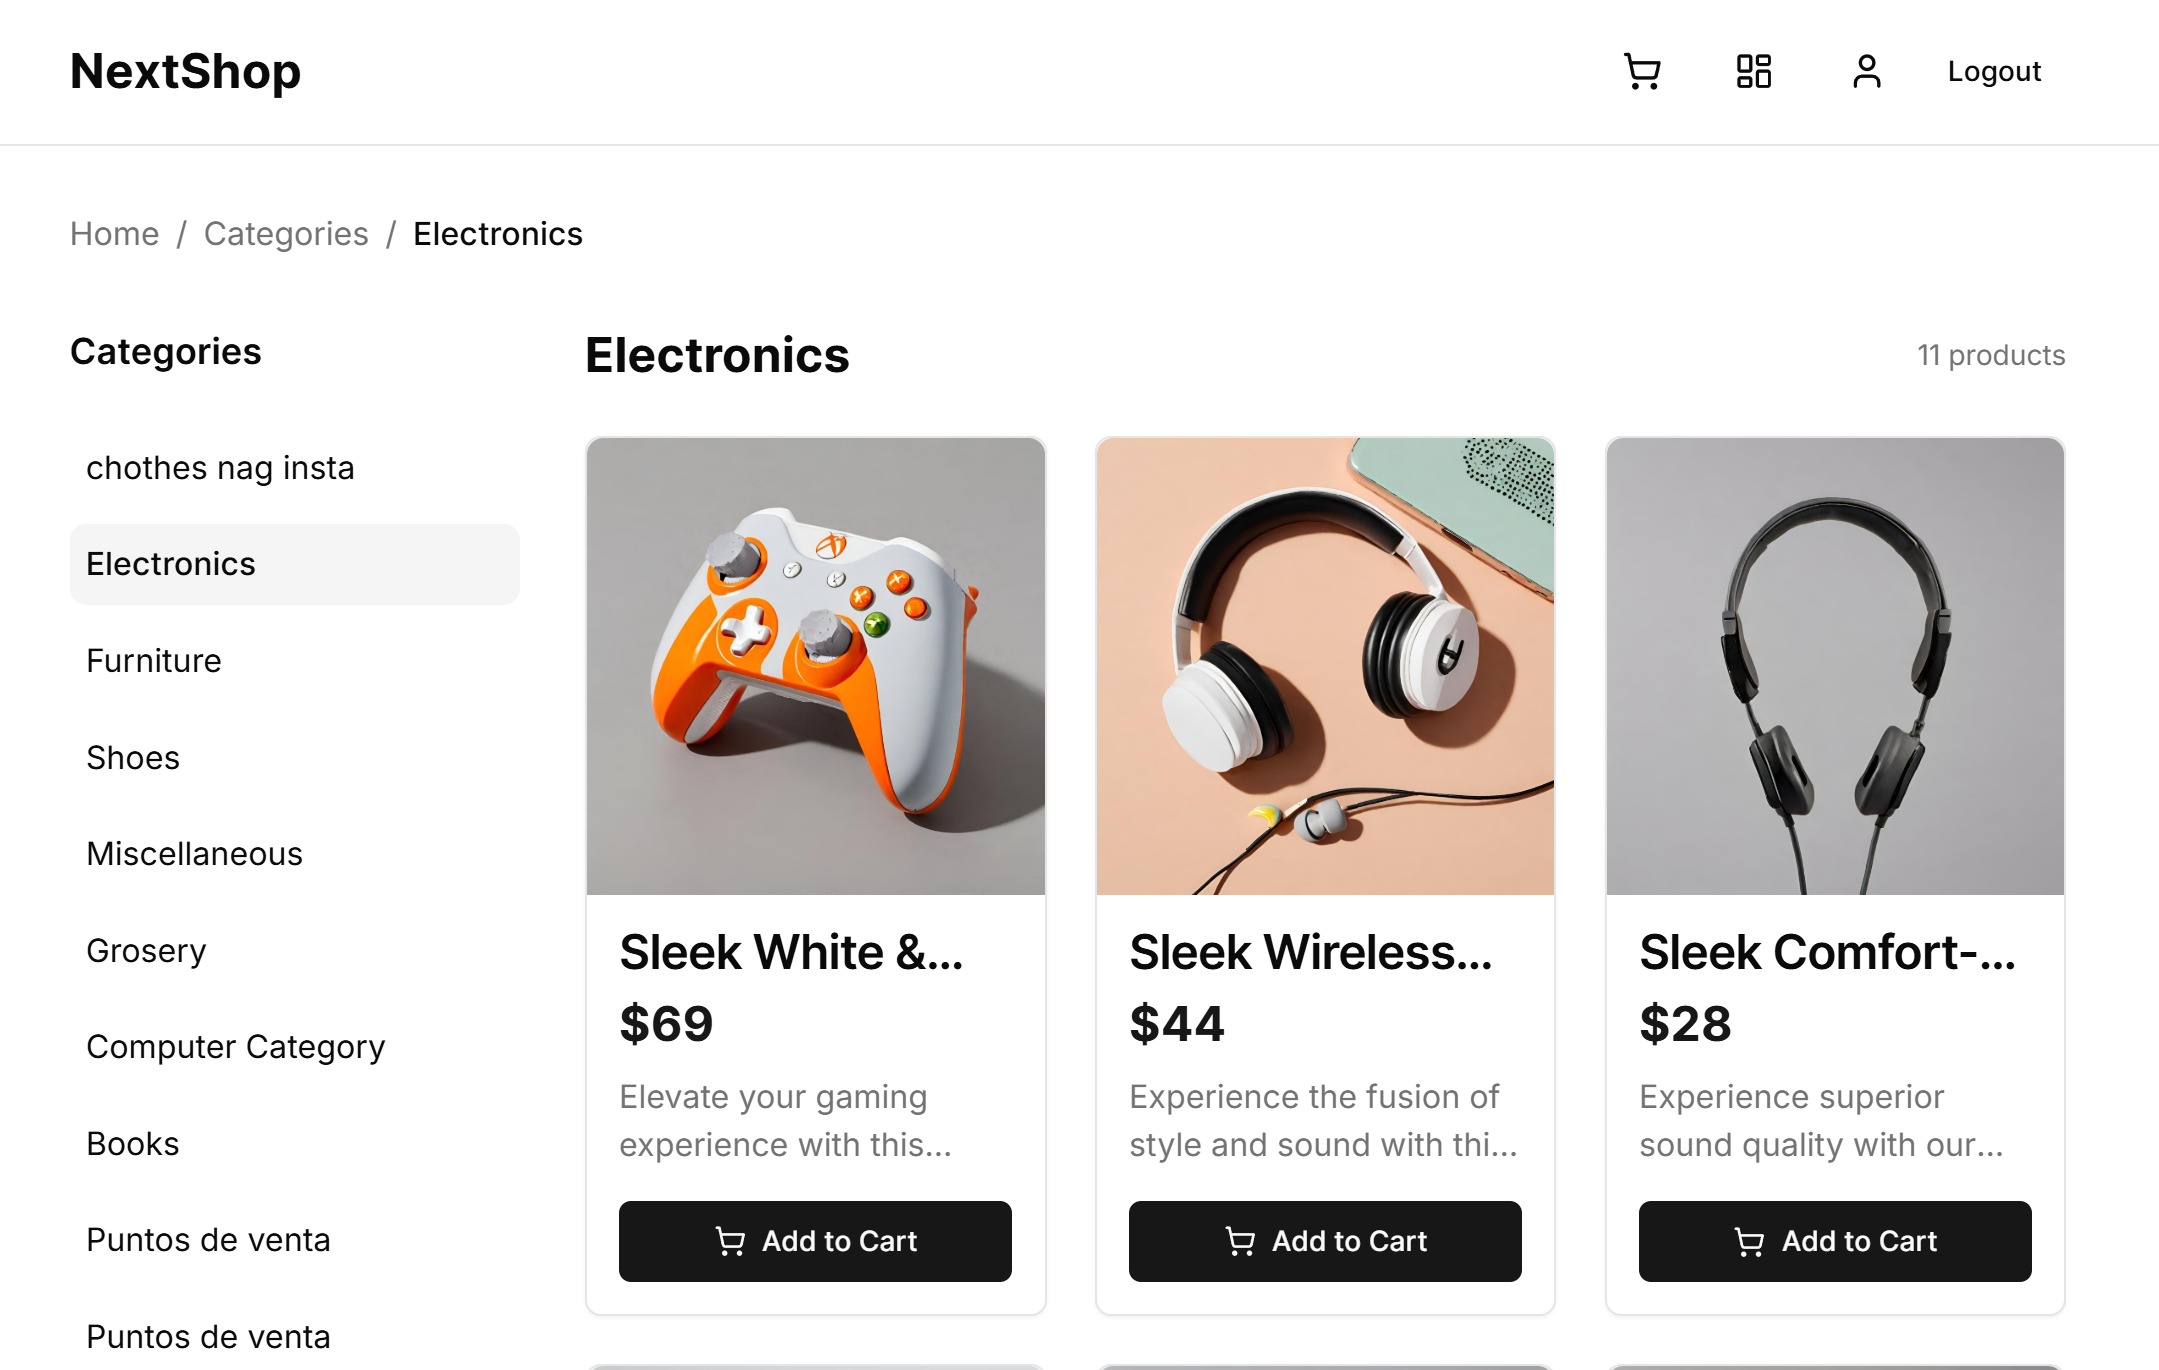 NextShop
Logout
Home / Categories / Electronics
Categories
chothes nag insta
Electronics
Furniture
Shoes
Miscellaneous
Grosery
Computer Category
Books
Puntos de venta
Puntos de venta
Electronics
11 products
Sleek White &...
$69
Elevate your gaming
experience with this...
Add to Cart
Sleek Wireless...
$44
Experience the fusion of
style and sound with thi...
Add to Cart
Sleek Comfort-...
$28
Experience superior
sound quality with our...
Add to Cart